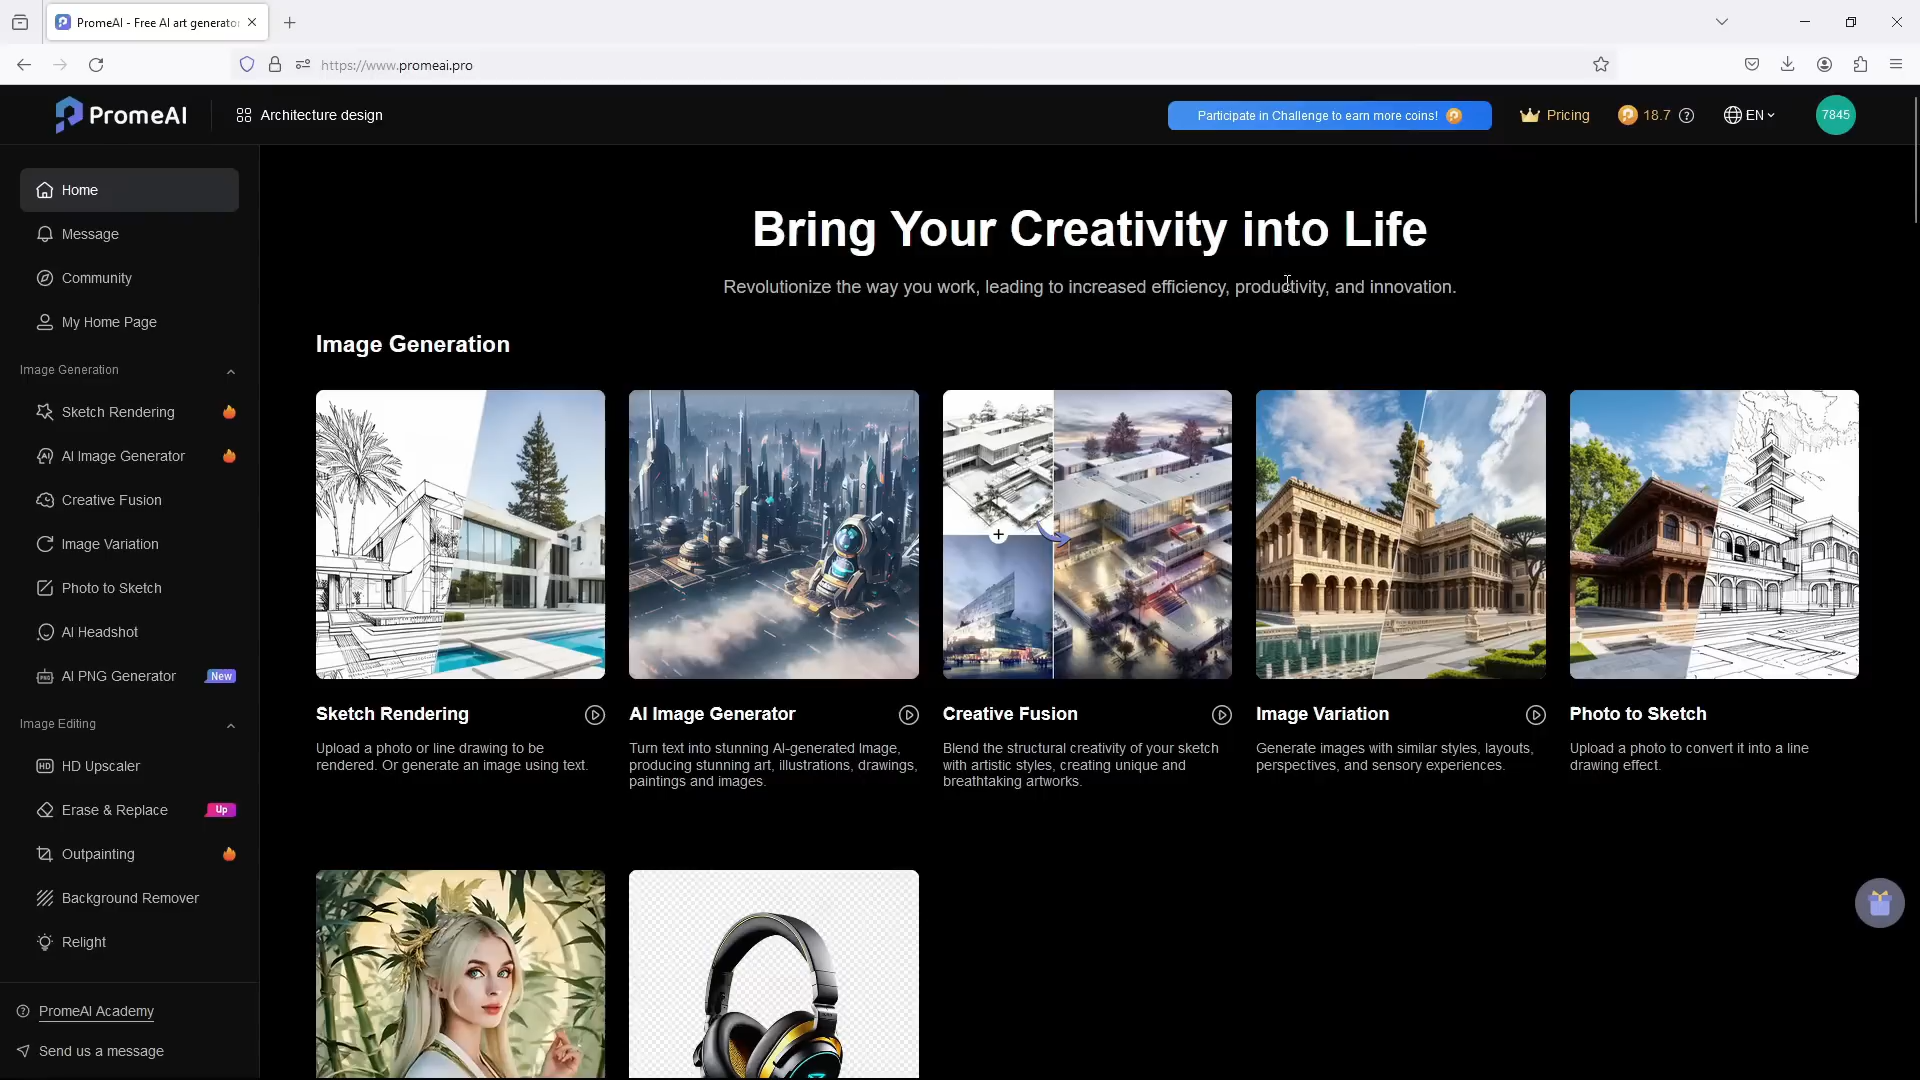 PromeAI - Free AI art generator
https://www.promeai.pro
PromeAI
Architecture design
Participate in Challenge to earn more coins!
Pricing
18.7
EN
7845
Home
Message
Community
My Home Page
Image Generation
Sketch Rendering
AI Image Generator
Creative Fusion
Image Variation
Photo to Sketch
AI Headshot
AI PNG Generator
New
Image Editing
HD Upscaler
Erase & Replace
Up
Outpainting
Background Remover
Relight
PromeAI Academy
Send us a message
Bring Your Creativity into Life
Revolutionize the way you work, leading to increased efficiency, productivity, and innovation.
Image Generation
Sketch Rendering
Upload a photo or line drawing to be
rendered. Or generate an image using text.
AI Image Generator
Turn text into stunning AI-generated Image,
producing stunning art, illustrations, drawings,
paintings and images.
Creative Fusion
Blend the structural creativity of your sketch
with artistic styles, creating unique and
breathtaking artworks.
Image Variation
Generate images with similar styles, layouts,
perspectives, and sensory experiences.
Photo to Sketch
Upload a photo to convert it into a line
drawing effect.